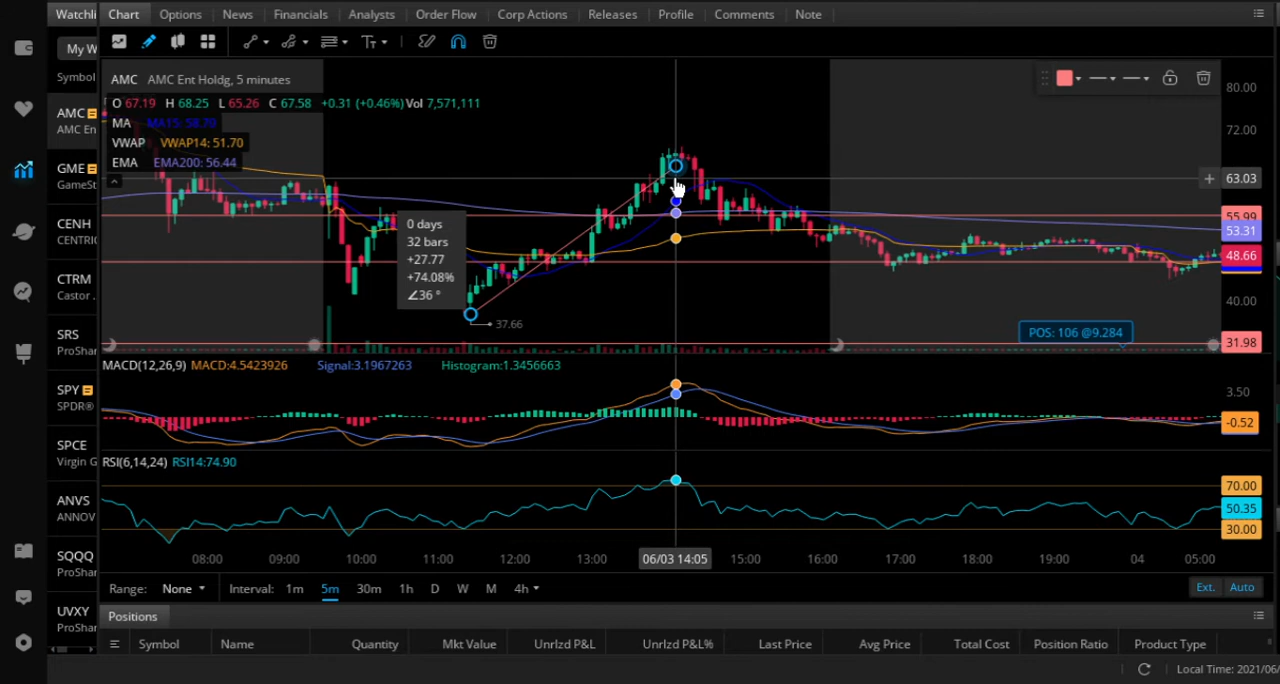 Watchli
Chart Options News Financials Analysts Order Flow Corp Actions Releases Profile Comments Note
My W
Symbol
AMC
AMC En
GME
GameSt
CENH
CENTRIC
CTRM
Castor .
SRS
ProShar
SPY
SPDR®
SPCE
Virgin G
ANVS
ANNOV
SQQQ
ProShar
UVXY
ProShar
Tт
AMC AMC Ent Holdg, 5 minutes
O 67.19 H 68.25 L 65.26 C 67.58 +0.31 (+0.46%) Vol 7,571,111
MA MA15: 58.79
VWAP VWAP14: 51.70
EMA EMA200: 56.44
0 days
32 bars
+27.77
+74.08%
∠36 °
37.66
POS: 106 @9.284
80.00
72.00
63.03
55.99
53.31
48.66
40.00
31.98
MACD(12,26,9) MACD:4.5423926 Signal:3.1967263 Histogram:1.3456663
3.50
-0.52
RSI(6,14,24) RSI14:74.90
70.00
50.35
30.00
08:00 09:00 10:00 11:00 12:00 13:00 06/03 14:05 15:00 16:00 17:00 18:00 19:00 04 05:00
Range: None Interval: 1m 5m 30m 1h D W M 4h Ext. Auto
Positions
Symbol Name Quantity Mkt Value Unrlzd P&L Unrlzd P&L% Last Price Avg Price Total Cost Position Ratio Product Type
Local Time: 2021/06/